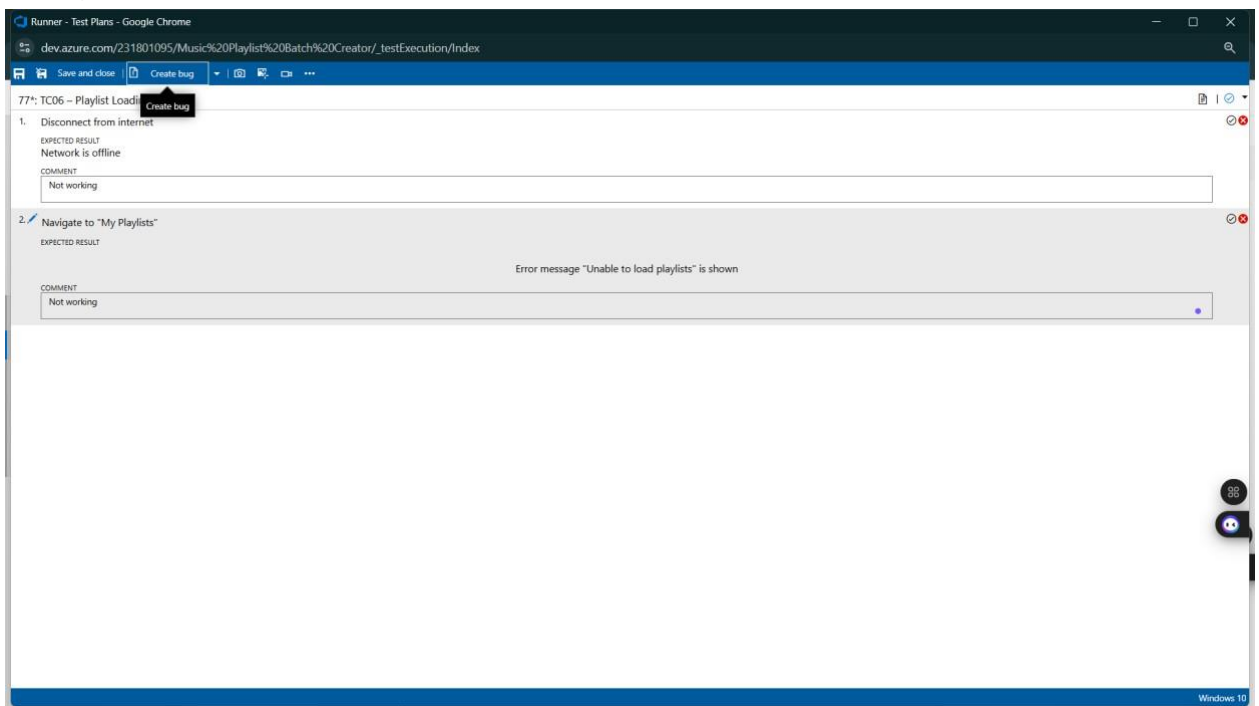 Runner - Test Plans - Google Chrome
dev.azure.com/231801095/Music%20Playlist%20Batch%20Creator/_testExecution/Index
Save and close | Create bug
77*: TC06 – Playlist Loadi
Create bug
1. Disconnect from internet
EXPECTED RESULT
Network is offline
COMMENT
Not working
2. Navigate to "My Playlists"
EXPECTED RESULT
Error message "Unable to load playlists" is shown
COMMENT
Not working
Windows 10